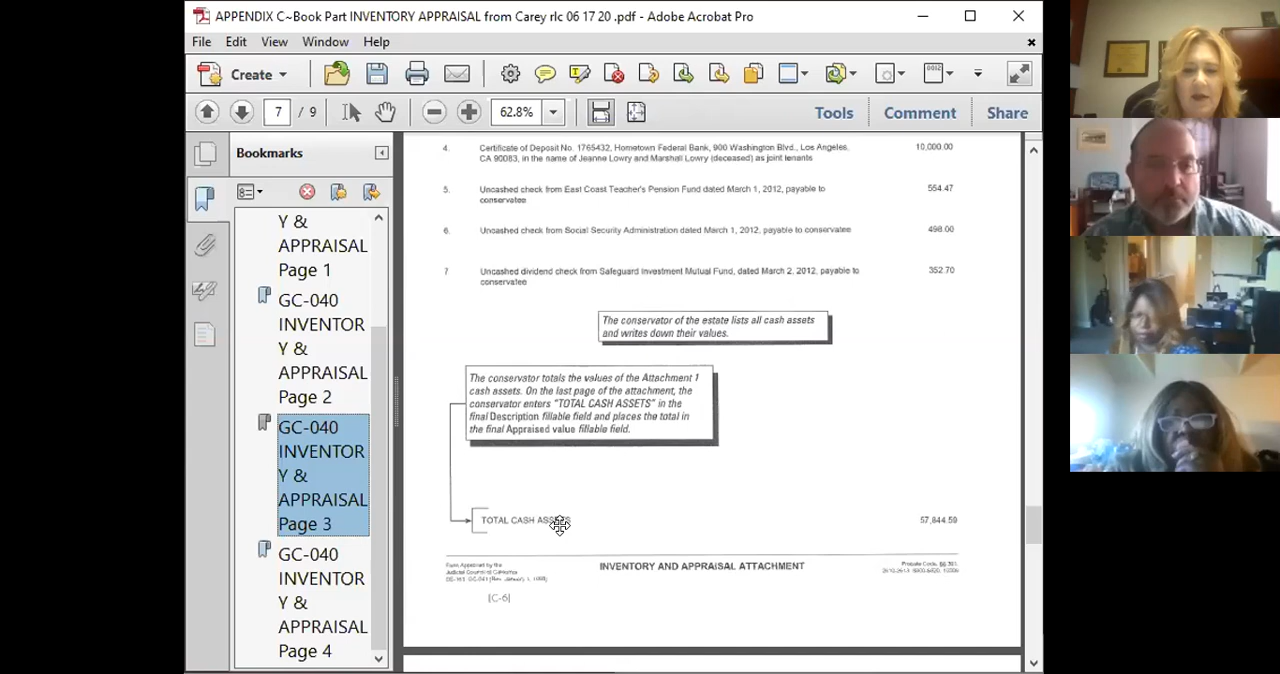 APPENDIX C~Book Part INVENTORY APPRAISAL from Carey rlc 06 17 20 .pdf - Adobe Acrobat Pro
File Edit View Window Help
Create
7 / 9 62.8% Tools Comment Share
Bookmarks
Y &
APPRAISAL
Page 1
GC-040
INVENTOR
Y &
APPRAISAL
Page 2
GC-040
INVENTOR
Y &
APPRAISAL
Page 3
GC-040
INVENTOR
Y &
APPRAISAL
Page 4
4. Certificate of Deposit No. 1765432, Hometown Federal Bank, 900 Washington Blvd., Los Angeles, 10,000.00
CA 90083, in the name of Jeanne Lowry and Marshall Lowry (deceased) as joint tenants
5. Uncashed check from East Coast Teacher's Pension Fund dated March 1, 2012, payable to 554.47
conservatee
6. Uncashed check from Social Security Administration dated March 1, 2012, payable to conservatee 498.00
7 Uncashed dividend check from Safeguard Investment Mutual Fund, dated March 2, 2012, payable to 352.70
conservatee
The conservator of the estate lists all cash assets
and writes down their values.
The conservator totals the values of the Attachment 1
cash assets. On the last page of the attachment, the
conservator enters "TOTAL CASH ASSETS" in the
final Description fillable field and places the total in
the final Appraised value fillable field.
TOTAL CASH ASSETS 57,844.59
Form Approved by the
Judicial Council of California
INVENTORY AND APPRAISAL ATTACHMENT
[C-6]